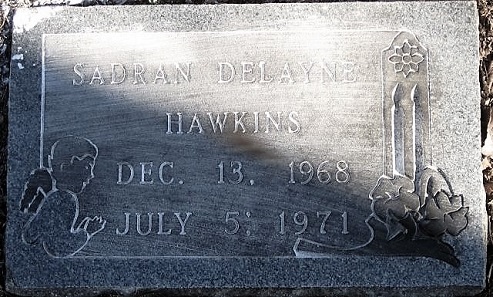 SADRAN DELAYNE
HAWKINS
DEC. 13, 1968
JULY 5, 1971